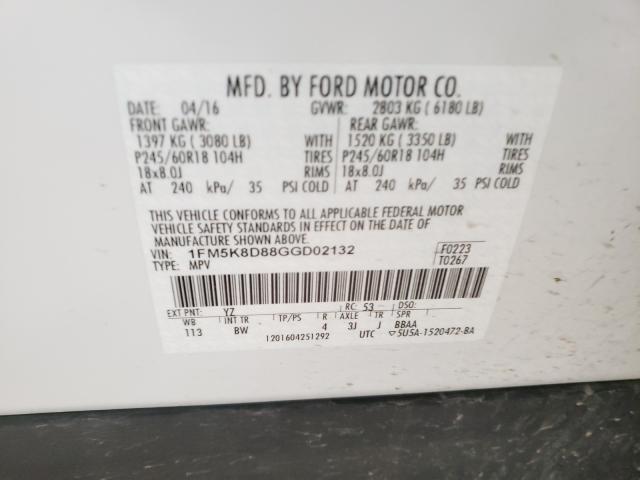 MFD. BY FORD MOTOR CO.
DATE: 04/16 GVWR: 2803 KG ( 6180 LB)
FRONT GAWR: REAR GAWR:
1397 KG ( 3080 LB) WITH 1520 KG ( 3350 LB) WITH
P245/60R18 104H TIRES P245/60R18 104H TIRES
18x8.0J RIMS 18x8.0J RIMS
AT 240 kPa/ 35 PSI COLD AT 240 kPa/ 35 PSI COLD
THIS VEHICLE CONFORMS TO ALL APPLICABLE FEDERAL MOTOR
VEHICLE SAFETY STANDARDS IN EFFECT ON THE DATE OF
MANUFACTURE SHOWN ABOVE.
VIN: 1FM5K8D88GGD02132 F0223
TYPE: MPV T0267
EXT PNT: YZ RC: 53 DSO:
WB INT TR TP/PS R AXLE TR SPR
113 BW 4 3J J BBAA
1201604251292 UTC ▽5U5A-1520472-BA